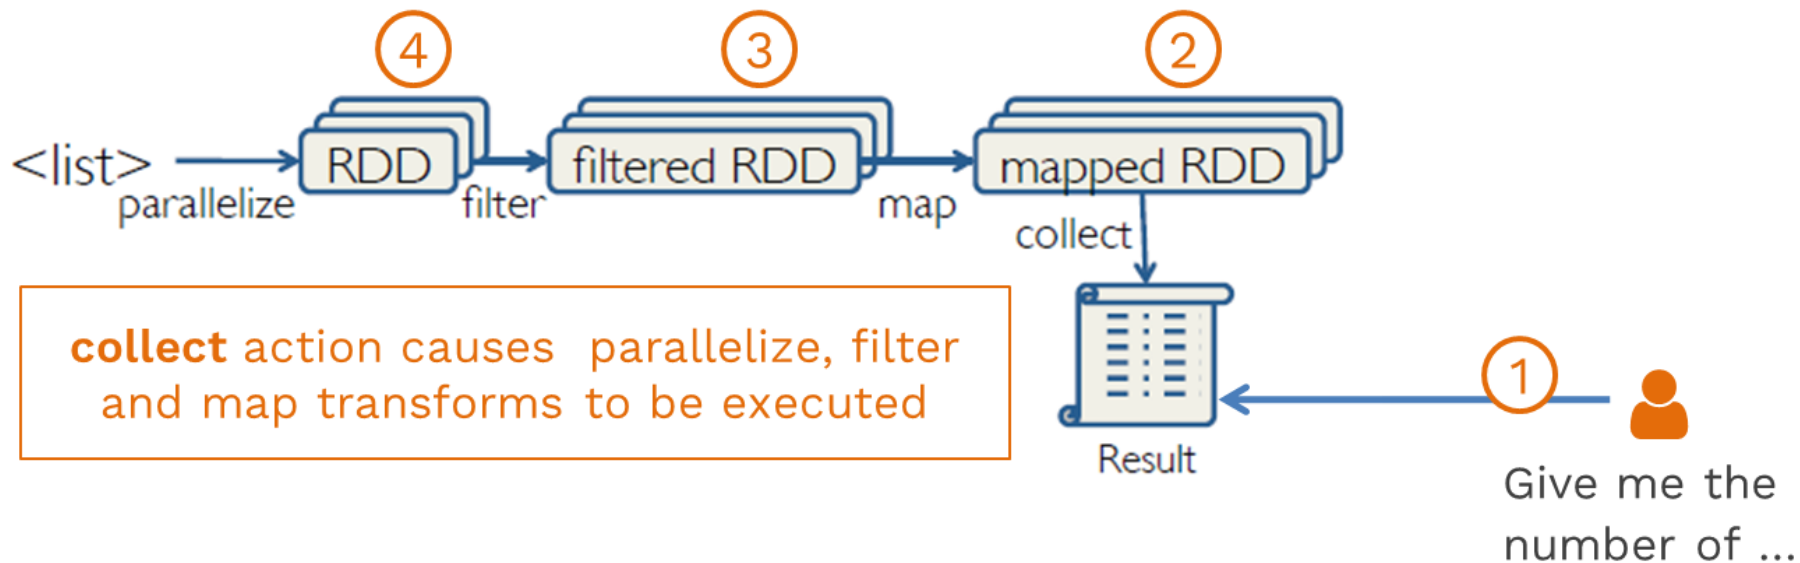 4
3
2
<list>
RDD
filtered RDD
mapped RDD
parallelize
filter
map
collect
collect action causes parallelize, filter
and map transforms to be executed
1
Result
Give me the
number of ...